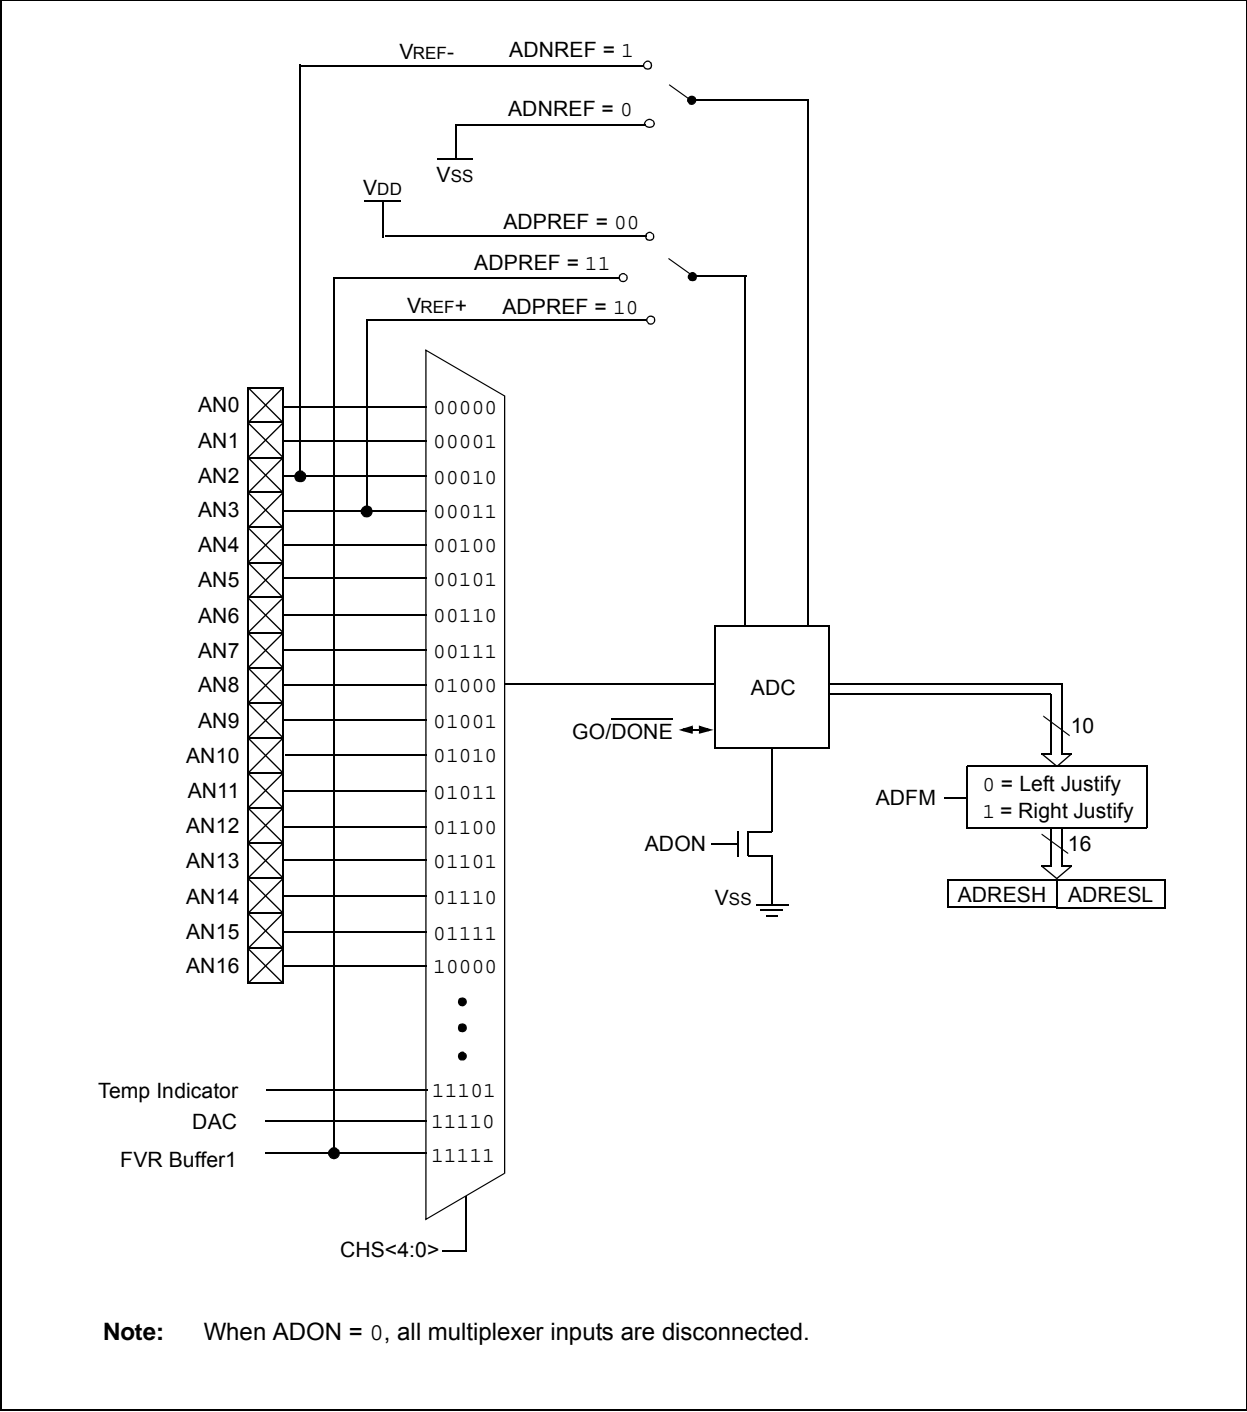 VREF- ADNREF = 1
ADNREF = 0
VSS
VDD
ADPREF = 00
ADPREF = 11
VREF+ ADPREF = 10
AN0 00000
AN1 00001
AN2 00010
AN3 00011
AN4 00100
AN5 00101
AN6 00110
AN7 00111
AN8 01000
AN9 01001
AN10 01010
AN11 01011
AN12 01100
AN13 01101
AN14 01110
AN15 01111
AN16 10000
Temp Indicator 11101
DAC 11110
FVR Buffer1 11111
CHS<4:0>
ADC
GO/DONE
ADON
VSS
10
ADFM
0 = Left Justify
1 = Right Justify
16
ADRESH ADRESL
Note: When ADON = 0, all multiplexer inputs are disconnected.